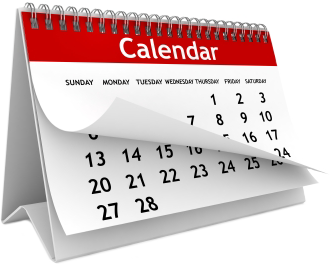 Calendar
SUNDAY MONDAY TUESDAY WEDNESDAY THURSDAY FRIDAY SATURDAY
1 2 3
7 8 9 10
13 14 15 16 17
20 21 22 23 24 25 24
27 28